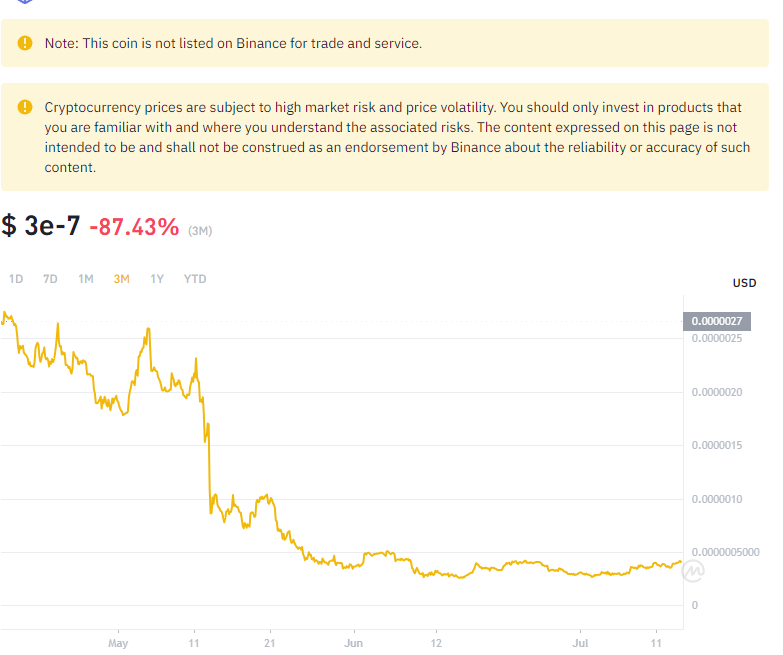 Note: This coin is not listed on Binance for trade and service.
Cryptocurrency prices are subject to high market risk and price volatility. You should only invest in products that
you are familiar with and where you understand the associated risks. The content expressed on this page is not
intended to be and shall not be construed as an endorsement by Binance about the reliability or accuracy of such
content.
$ 3e-7 -87.43% (3M)
1D 7D 1M 3M 1Y YTD
USD
0.0000027
0.0000025
0.0000020
0.0000015
0.0000010
0.0000005000
0
May 11 21 Jun 12 Jul 11